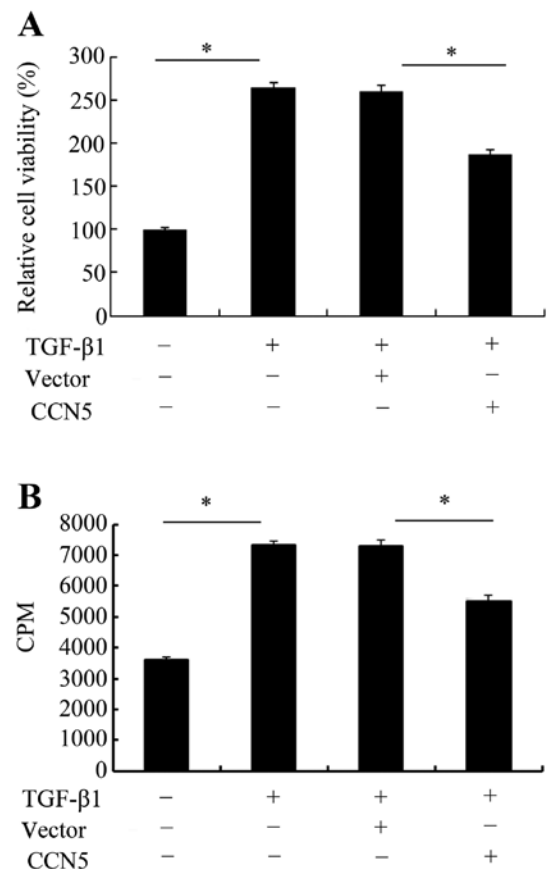 A
* *
300
250
200
150
100
50
0
Relative cell viability (%)
TGF-β1 − + + +
Vector − − + −
CCN5 − − − +
B
* *
8000
7000
6000
5000
4000
3000
2000
1000
0
CPM
TGF-β1 − + + +
Vector − − + −
CCN5 − − − +